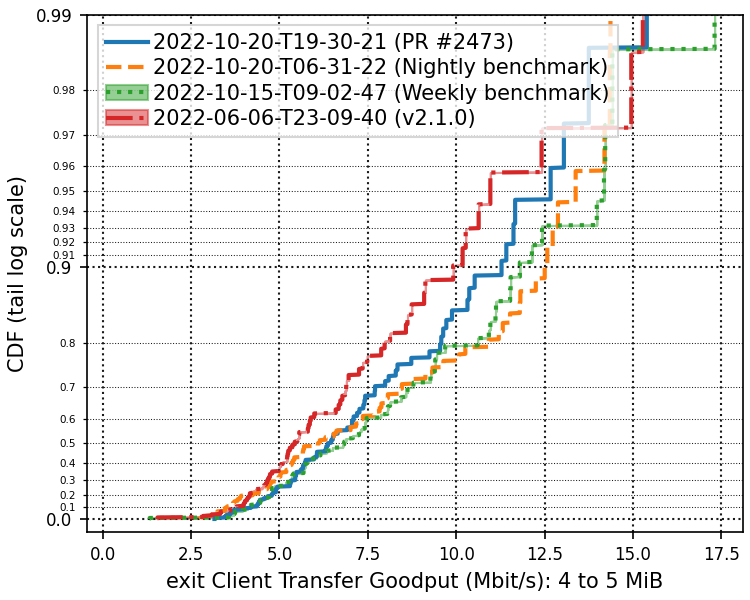 0.99
2022-10-20-T19-30-21 (PR #2473)
2022-10-20-T06-31-22 (Nightly benchmark)
2022-10-15-T09-02-47 (Weekly benchmark)
2022-06-06-T23-09-40 (v2.1.0)
0.98
0.97
0.96
0.95
0.94
0.93
0.92
0.91
0.9
0.8
0.7
0.6
0.5
0.4
0.3
0.2
0.1
0.0
CDF (tail log scale)
0.0 2.5 5.0 7.5 10.0 12.5 15.0 17.5
exit Client Transfer Goodput (Mbit/s): 4 to 5 MiB